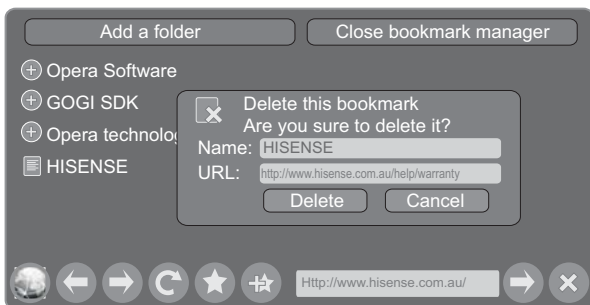 Add a folder
Close bookmark manager
Opera Software
GOGI SDK
Opera technolo
HISENSE
Delete this bookmark
Are you sure to delete it?
Name: HISENSE
URL: http://www.hisense.com.au/help/warranty
Delete
Cancel
Http://www.hisense.com.au/